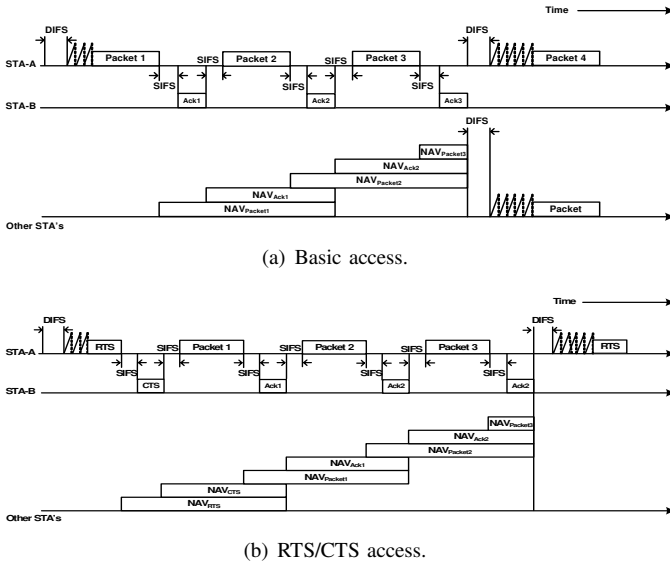 Time
DIFS
DIFS
STA-A
Packet 1
SIFS
Packet 2
SIFS
Packet 3
Packet 4
SIFS
SIFS
SIFS
STA-B
Ack1
Ack2
Ack3
DIFS
NAVPacket3
NAVAck2
NAVPacket2
NAVAck1
NAVPacket1
Packet
Other STA's
(a) Basic access.
Time
DIFS
DIFS
STA-A
RTS
SIFS
Packet 1
SIFS
Packet 2
SIFS
Packet 3
RTS
SIFS
SIFS
SIFS
SIFS
STA-B
CTS
Ack1
Ack2
Ack2
NAVPacket3
NAVAck2
NAVPacket2
NAVAck1
NAVPacket1
NAVCTS
NAVRTS
Other STA's
(b) RTS/CTS access.